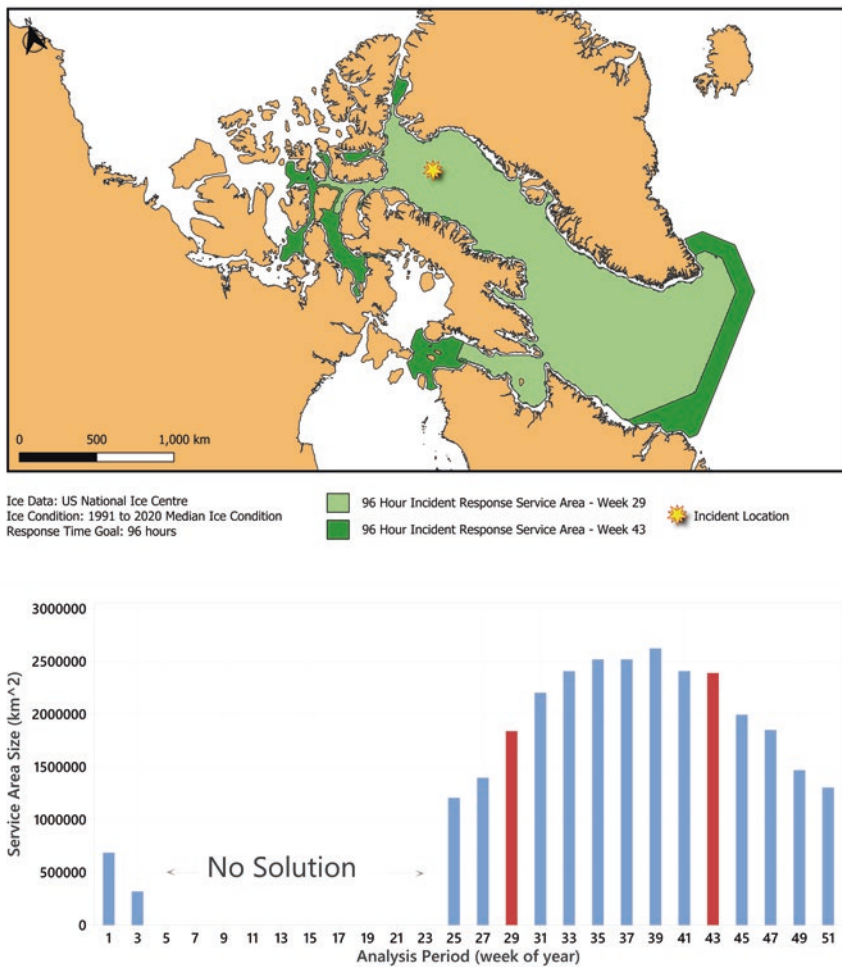 N
0 500 1,000 km
Ice Data: US National Ice Centre
Ice Condition: 1991 to 2020 Median Ice Condition
Response Time Goal: 96 hours
96 Hour Incident Response Service Area - Week 29
96 Hour Incident Response Service Area - Week 43
Incident Location
Service Area Size (km^2)
3000000
2500000
2000000
1500000
1000000
500000
0
← No Solution →
1 3 5 7 9 11 13 15 17 19 21 23 25 27 29 31 33 35 37 39 41 43 45 47 49 51
Analysis Period (week of year)